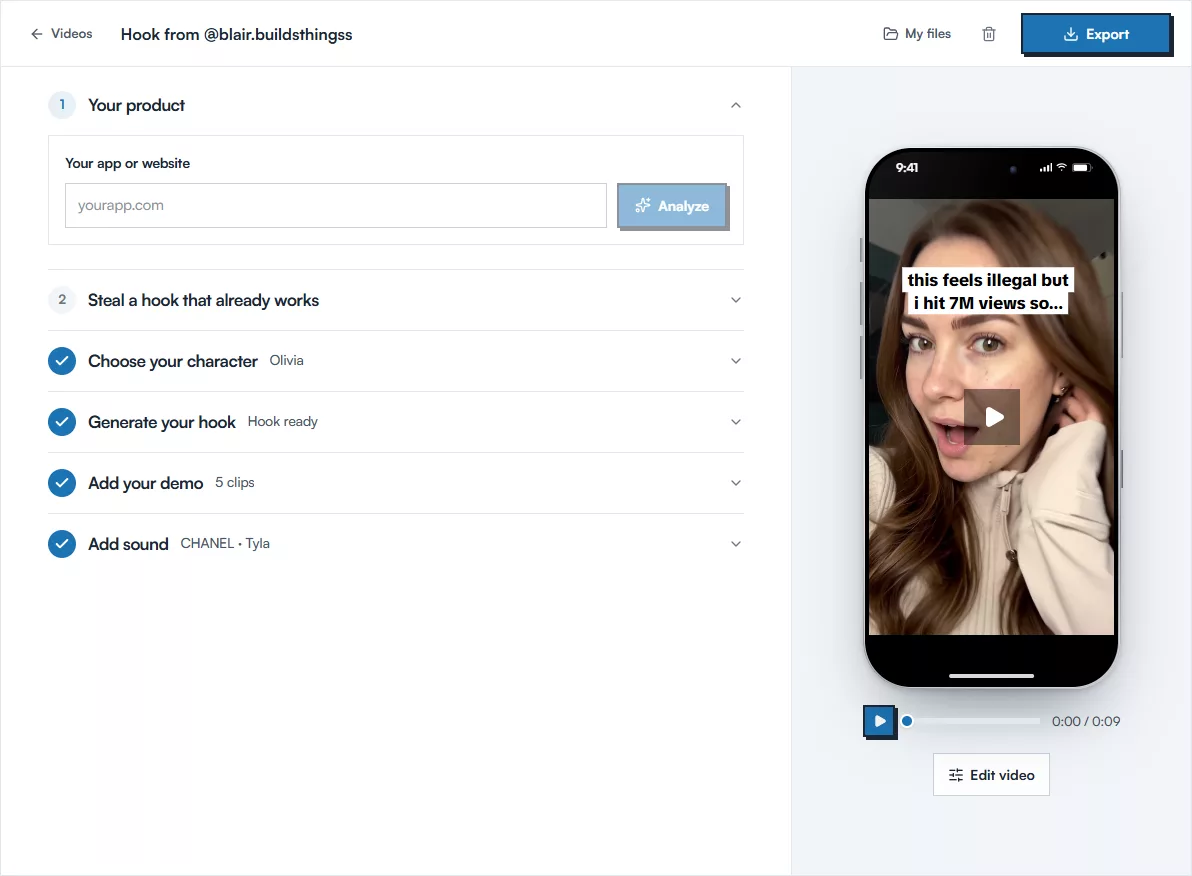 Videos
Hook from @blair.buildsthingss
My files
Export
1
Your product
Your app or website
yourapp.com
Analyze
2
Steal a hook that already works
Choose your character
Olivia
Generate your hook
Hook ready
Add your demo
5 clips
Add sound
CHANEL • Tyla
9:41
this feels illegal but
i hit 7M views so...
0:00 / 0:09
Edit video